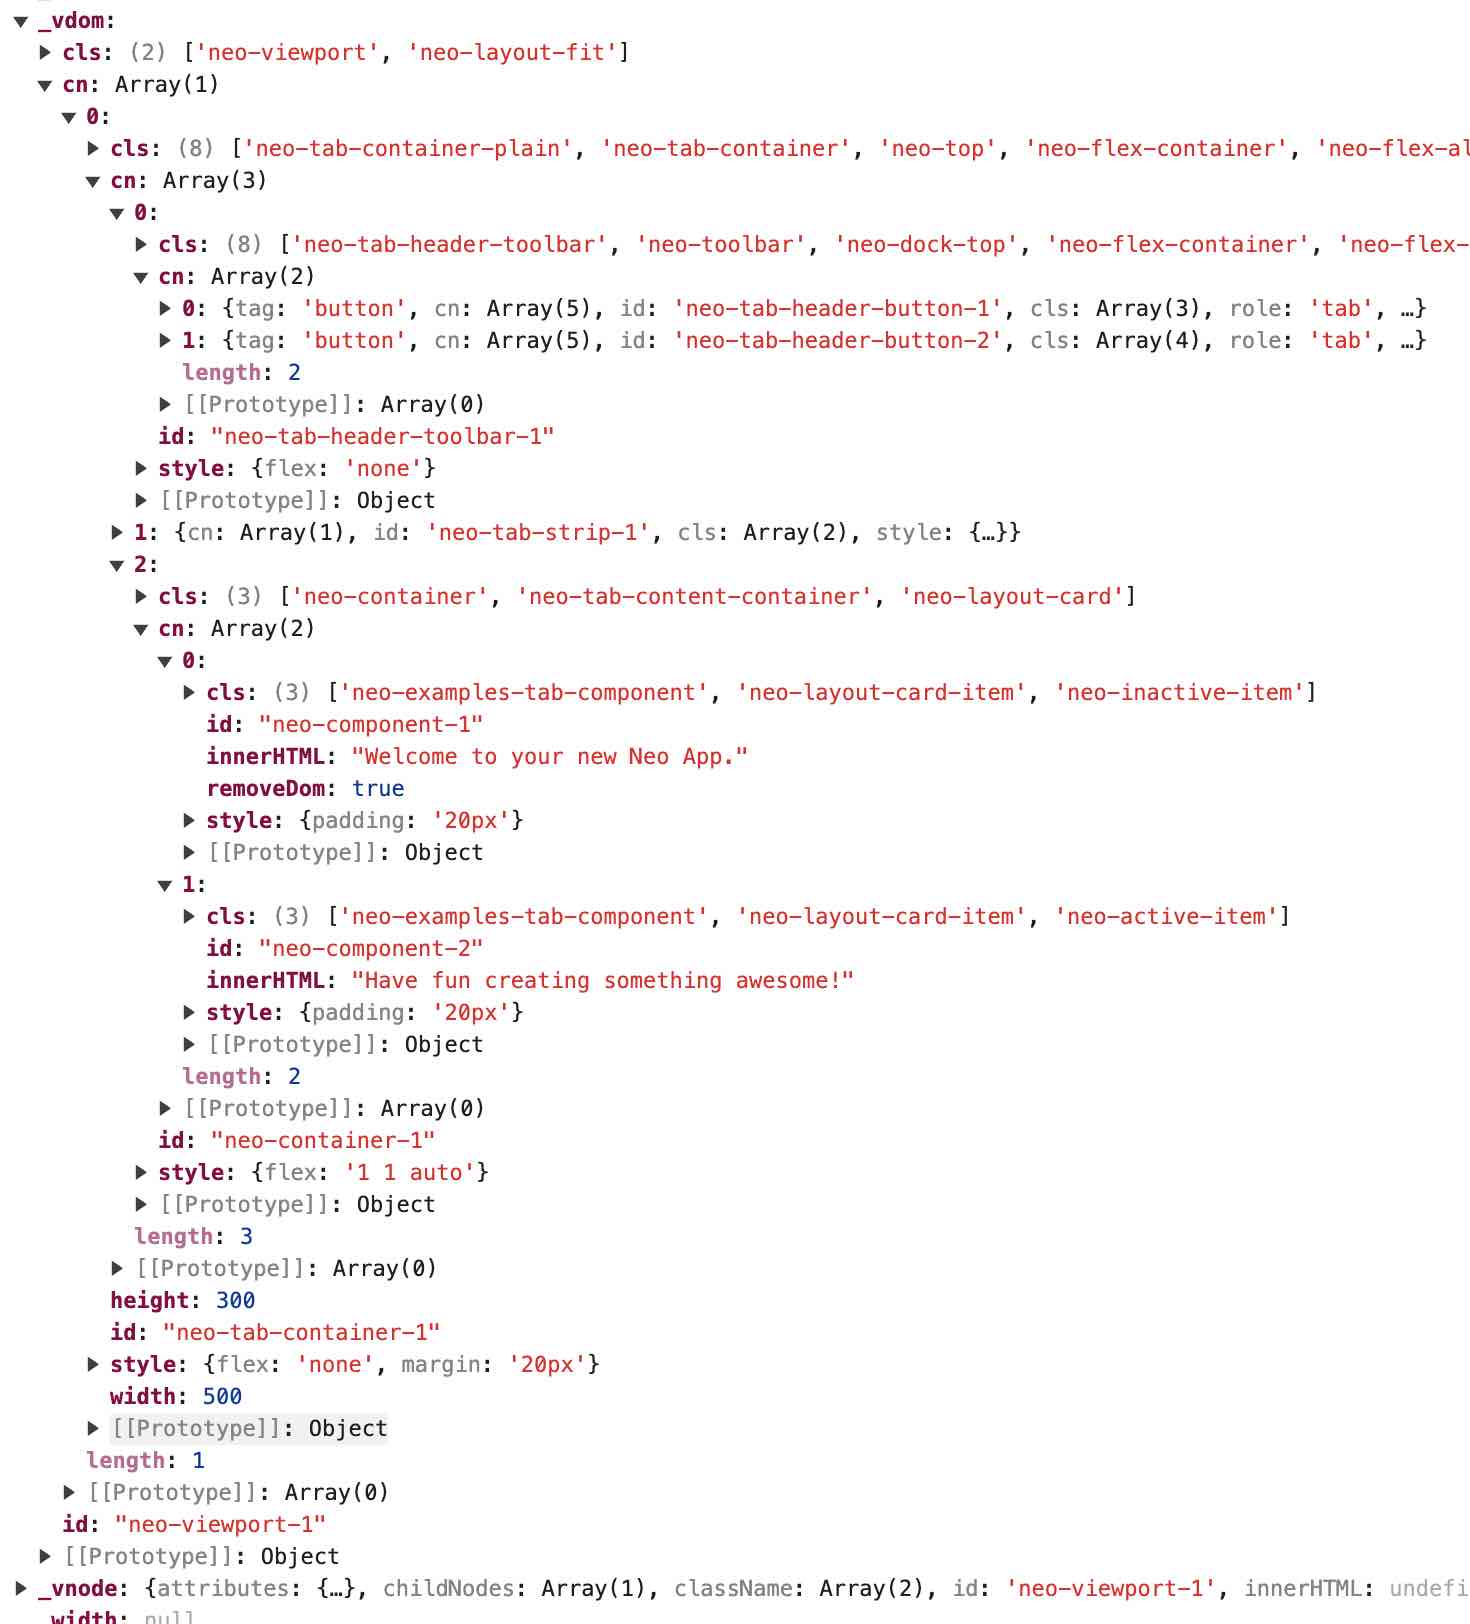 _vdom:
cls: (2) ['neo-viewport', 'neo-layout-fit']
cn: Array(1)
0:
cls: (8) ['neo-tab-container-plain', 'neo-tab-container', 'neo-top', 'neo-flex-container', 'neo-flex-al
cn: Array(3)
0:
cls: (8) ['neo-tab-header-toolbar', 'neo-toolbar', 'neo-dock-top', 'neo-flex-container', 'neo-flex-
cn: Array(2)
0: {tag: 'button', cn: Array(5), id: 'neo-tab-header-button-1', cls: Array(3), role: 'tab', …}
1: {tag: 'button', cn: Array(5), id: 'neo-tab-header-button-2', cls: Array(4), role: 'tab', …}
length: 2
[[Prototype]]: Array(0)
id: "neo-tab-header-toolbar-1"
style: {flex: 'none'}
[[Prototype]]: Object
1: {cn: Array(1), id: 'neo-tab-strip-1', cls: Array(2), style: {…}}
2:
cls: (3) ['neo-container', 'neo-tab-content-container', 'neo-layout-card']
cn: Array(2)
0:
cls: (3) ['neo-examples-tab-component', 'neo-layout-card-item', 'neo-inactive-item']
id: "neo-component-1"
innerHTML: "Welcome to your new Neo App."
removeDom: true
style: {padding: '20px'}
[[Prototype]]: Object
1:
cls: (3) ['neo-examples-tab-component', 'neo-layout-card-item', 'neo-active-item']
id: "neo-component-2"
innerHTML: "Have fun creating something awesome!"
style: {padding: '20px'}
[[Prototype]]: Object
length: 2
[[Prototype]]: Array(0)
id: "neo-container-1"
style: {flex: '1 1 auto'}
[[Prototype]]: Object
length: 3
[[Prototype]]: Array(0)
height: 300
id: "neo-tab-container-1"
style: {flex: 'none', margin: '20px'}
width: 500
[[Prototype]]: Object
length: 1
[[Prototype]]: Array(0)
id: "neo-viewport-1"
[[Prototype]]: Object
_vnode: {attributes: {…}, childNodes: Array(1), className: Array(2), id: 'neo-viewport-1', innerHTML: undefi
_width: null